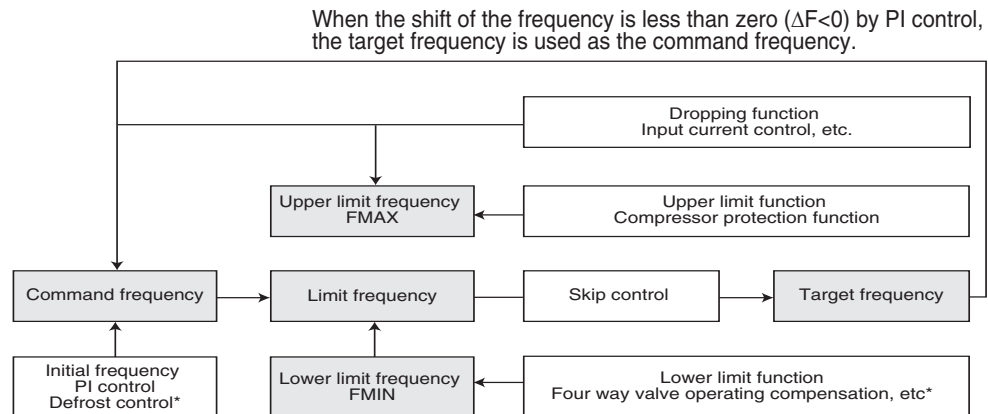 When the shift of the frequency is less than zero (ΔF<0) by PI control,
the target frequency is used as the command frequency.
Dropping function
Input current control, etc.
Upper limit frequency
FMAX
Upper limit function
Compressor protection function
Command frequency
Limit frequency
Skip control
Target frequency
Initial frequency
PI control
Defrost control*
Lower limit frequency
FMIN
Lower limit function
Four way valve operating compensation, etc*